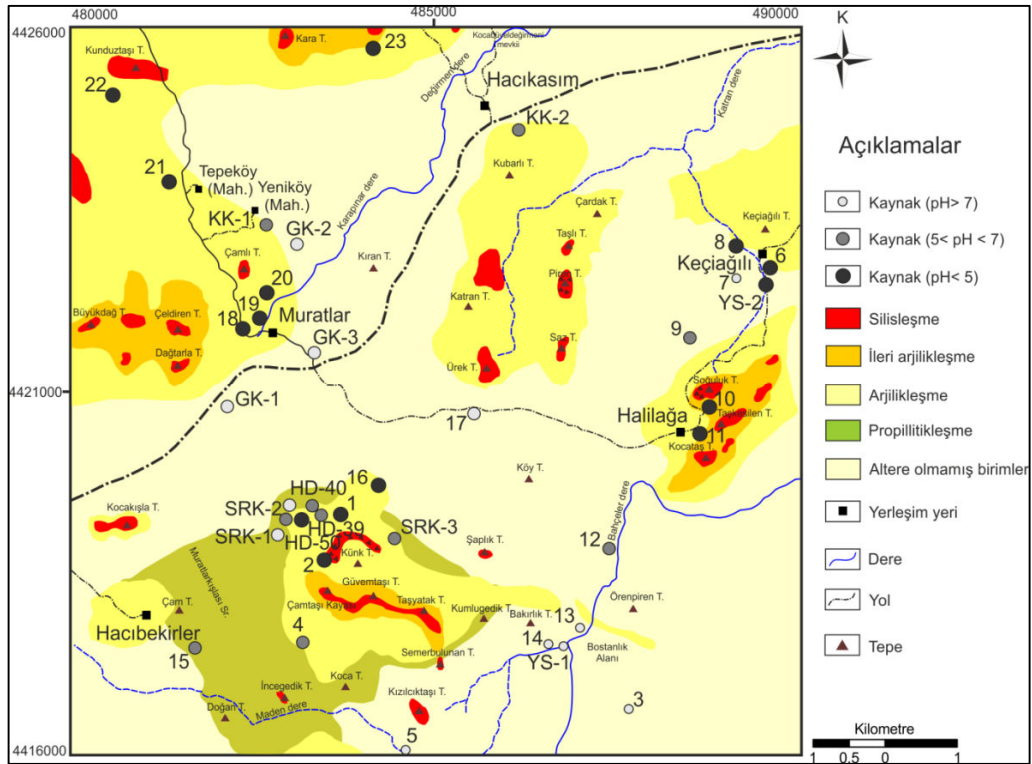 480000
485000
490000
4426000
K
Kara T.
23
Kocabüveldeğirmeni
mevkii
Kunduztaşı T.
Değirmen dere
Hacıkasım
Katran dere
22
KK-2
Açıklamalar
Kubarlı T.
21
Tepeköy
(Mah.)
Yeniköy
(Mah.)
Karapınar dere
Çardak T.
Keçiağılı T.
Kaynak (pH> 7)
KK-1
GK-2
Taşlı T.
8
Kaynak (5< pH < 7)
Çamlı T.
Kıran T.
Keçiağılı
6
7
YS-2
Kaynak (pH< 5)
20
19
18
Muratlar
Katran T.
Büyükdağ T.
Çeldiren T.
9
Silisleşme
GK-3
Saz T.
Dağtarla T.
Ürek T.
İleri arjilikleşme
Soğuluk T.
4421000
GK-1
17
Halilağa
10
11
Taşkesilen T.
Kocataş T.
Arjilikleşme
Propillitikleşme
Altere olmamış birimler
16
Köy T.
HD-40
SRK-2
1
Kocakışla T.
HD-39
SRK-1
HD-50
SRK-3
Bahçeler dere
12
Yerleşim yeri
2
Künk T.
Şaplık T.
Muratlarkışlası Sr.
Dere
Güvemtaşı T.
Çamtaşı Kayası
Taşyatak T.
Kumlugedik T.
Bakırlık T.
13
Örenpiren T.
Yol
Çam T.
Hacıbekirler
4
14
YS-1
Bostanlık
Alanı
Tepe
15
Semerbulunan T.
Koca T.
İncegedik T.
Kızılcıktaşı T.
3
Doğan T.
Maden dere
5
Kilometre
4416000
1 0.5 0 1